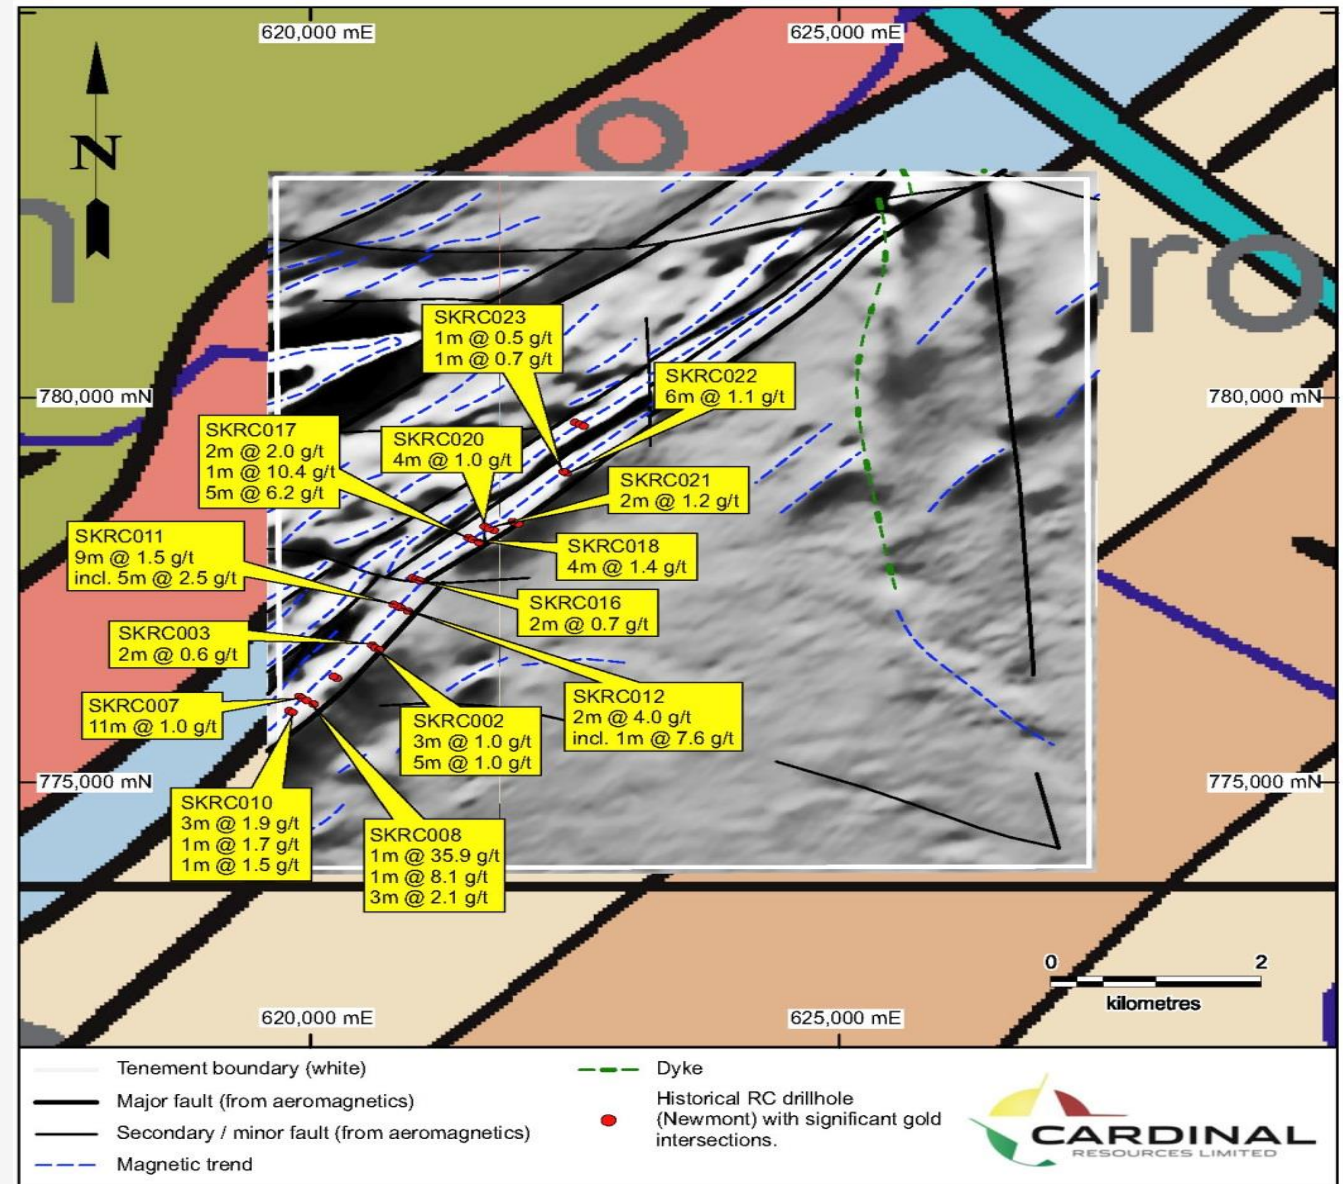 620,000 mE
625,000 mE
N
o
n
oro
SKRC023
1m @ 0.5 g/t
1m @ 0.7 g/t
780,000 mN
780,000 mN
SKRC022
6m @ 1.1 g/t
SKRC017
2m @ 2.0 g/t
1m @ 10.4 g/t
5m @ 6.2 g/t
SKRC020
4m @ 1.0 g/t
SKRC021
2m @ 1.2 g/t
SKRC011
9m @ 1.5 g/t
incl. 5m @ 2.5 g/t
SKRC018
4m @ 1.4 g/t
SKRC016
2m @ 0.7 g/t
SKRC003
2m @ 0.6 g/t
SKRC007
11m @ 1.0 g/t
SKRC012
2m @ 4.0 g/t
incl. 1m @ 7.6 g/t
SKRC002
3m @ 1.0 g/t
5m @ 1.0 g/t
775,000 mN
775,000 mN
SKRC010
3m @ 1.9 g/t
1m @ 1.7 g/t
1m @ 1.5 g/t
SKRC008
1m @ 35.9 g/t
1m @ 8.1 g/t
3m @ 2.1 g/t
0 2
kilometres
620,000 mE
625,000 mE
Tenement boundary (white)
Major fault (from aeromagnetics)
Secondary / minor fault (from aeromagnetics)
Magnetic trend
Dyke
Historical RC drillhole
(Newmont) with significant gold
intersections.
CARDINAL
RESOURCES LIMITED